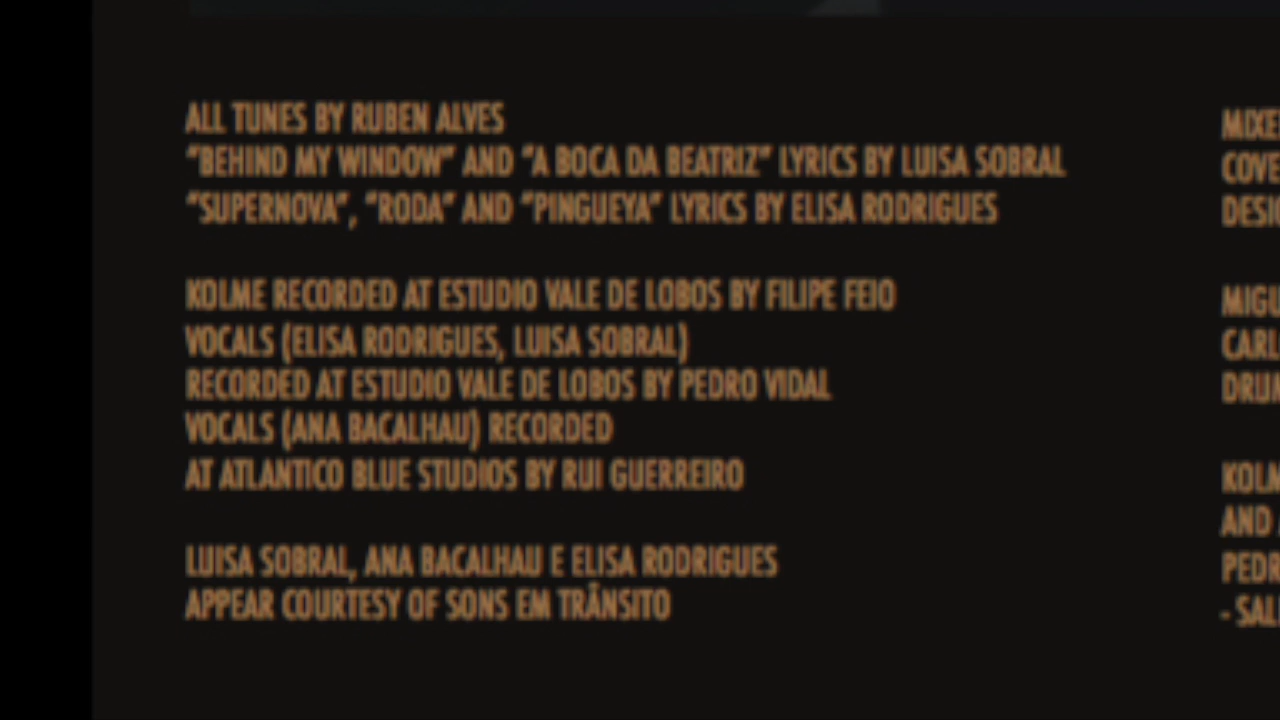 ALL TUNES BY RUBEN ALVES
“BEHIND MY WINDOW” AND “A BOCA DA BEATRIZ” LYRICS BY LUISA SOBRAL
“SUPERNOVA”, “RODA” AND “PINGUEYA” LYRICS BY ELISA RODRIGUES
KOLME RECORDED AT ESTUDIO VALE DE LOBOS BY FILIPE FEIO
VOCALS (ELISA RODRIGUES, LUISA SOBRAL)
RECORDED AT ESTUDIO VALE DE LOBOS BY PEDRO VIDAL
VOCALS (ANA BACALHAU) RECORDED
AT ATLANTICO BLUE STUDIOS BY RUI GUERREIRO
LUISA SOBRAL, ANA BACALHAU E ELISA RODRIGUES
APPEAR COURTESY OF SONS EM TRÂNSITO
AND